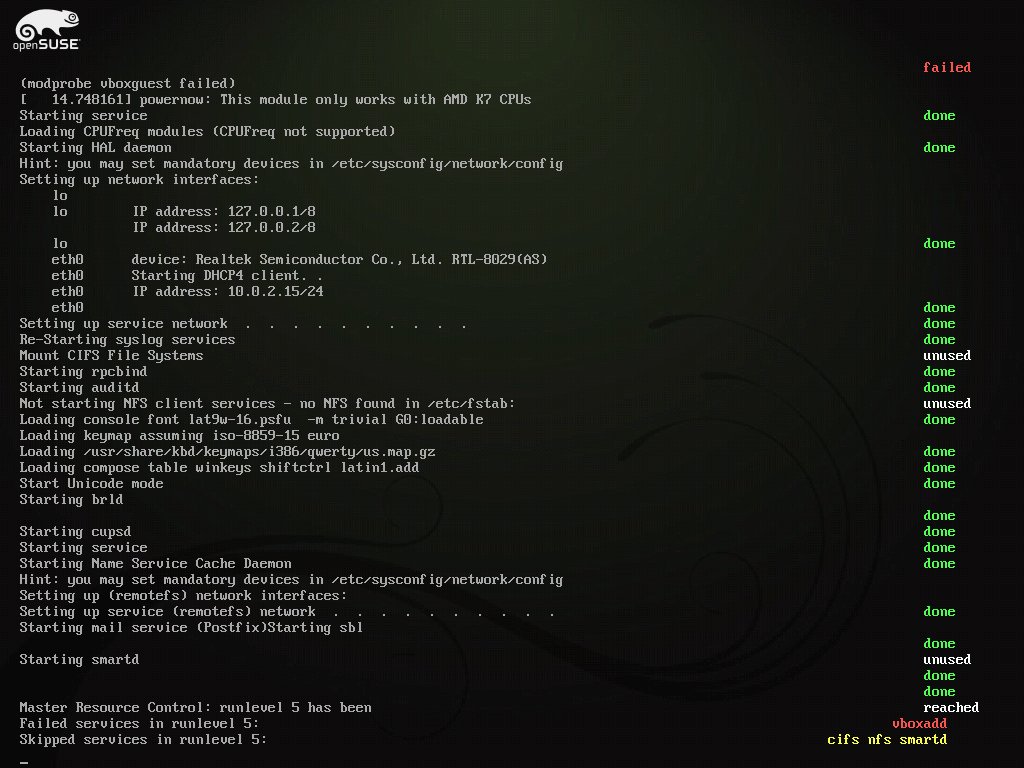 openSUSE
failed
(modprobe vboxguest failed)
[   14.748161] powernow: This module only works with AMD K7 CPUs
Starting service done
Loading CPUFreq modules (CPUFreq not supported)
Starting HAL daemon done
Hint: you may set mandatory devices in /etc/sysconfig/network/config
Setting up network interfaces:
lo
lo IP address: 127.0.0.1/8
IP address: 127.0.0.2/8
lo done
eth0 device: Realtek Semiconductor Co., Ltd. RTL-8029(AS)
eth0 Starting DHCP4 client. .
eth0 IP address: 10.0.2.15/24
eth0 done
Setting up service network . . . . . . . . . . done
Re-Starting syslog services done
Mount CIFS File Systems unused
Starting rpcbind done
Starting auditd done
Not starting NFS client services - no NFS found in /etc/fstab: unused
Loading console font lat9w-16.psfu  -m trivial G0:loadable done
Loading keymap assuming iso-8859-15 euro
Loading /usr/share/kbd/keymaps/i386/qwerty/us.map.gz done
Loading compose table winkeys shiftctrl latin1.add done
Start Unicode mode done
Starting brld
done
Starting cupsd done
Starting service done
Starting Name Service Cache Daemon done
Hint: you may set mandatory devices in /etc/sysconfig/network/config
Setting up (remotefs) network interfaces:
Setting up service (remotefs) network . . . . . . . . . . done
Starting mail service (Postfix)Starting sbl
done
Starting smartd unused
done
done
Master Resource Control: runlevel 5 has been reached
Failed services in runlevel 5: vboxadd
Skipped services in runlevel 5: cifs nfs smartd
_